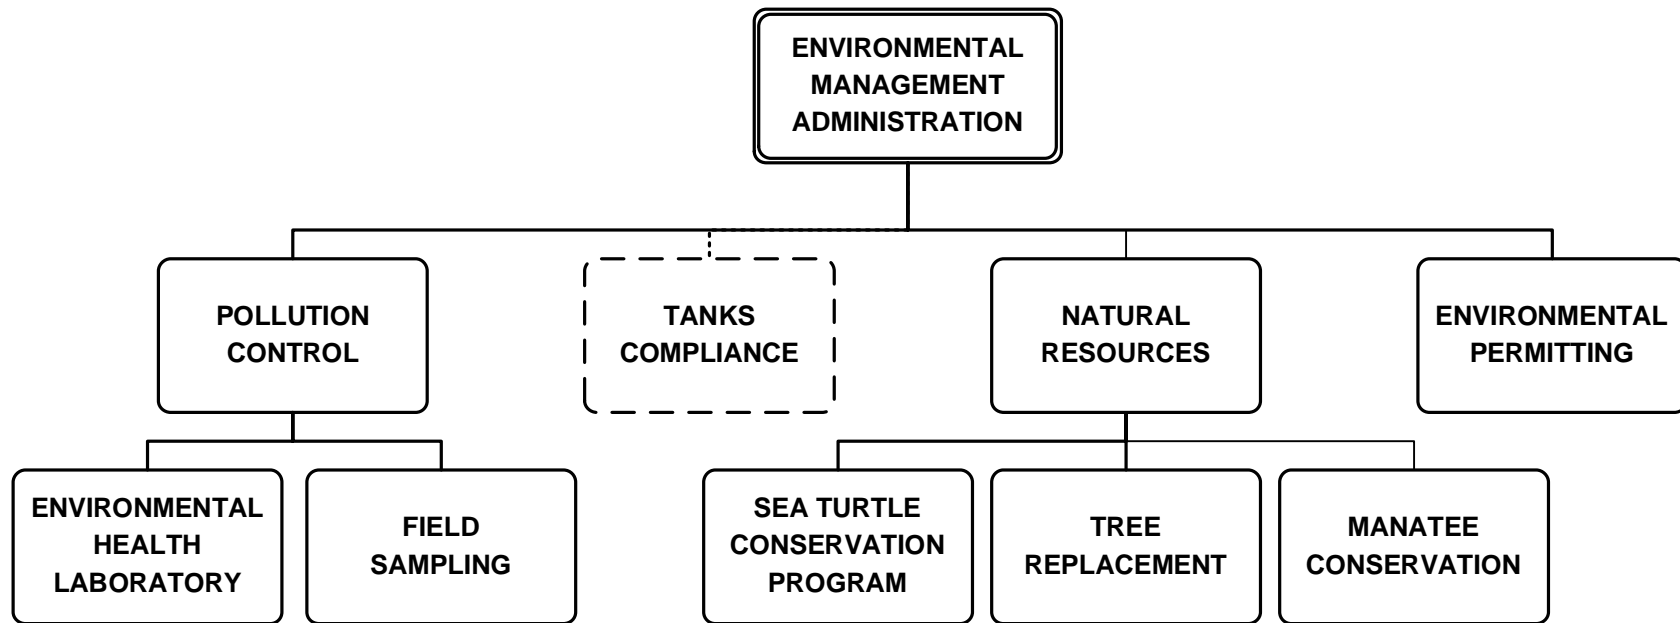 ENVIRONMENTAL
MANAGEMENT
ADMINISTRATION
POLLUTION
CONTROL
TANKS
COMPLIANCE
NATURAL
RESOURCES
ENVIRONMENTAL
PERMITTING
ENVIRONMENTAL
HEALTH
LABORATORY
FIELD
SAMPLING
SEA TURTLE
CONSERVATION
PROGRAM
TREE
REPLACEMENT
MANATEE
CONSERVATION